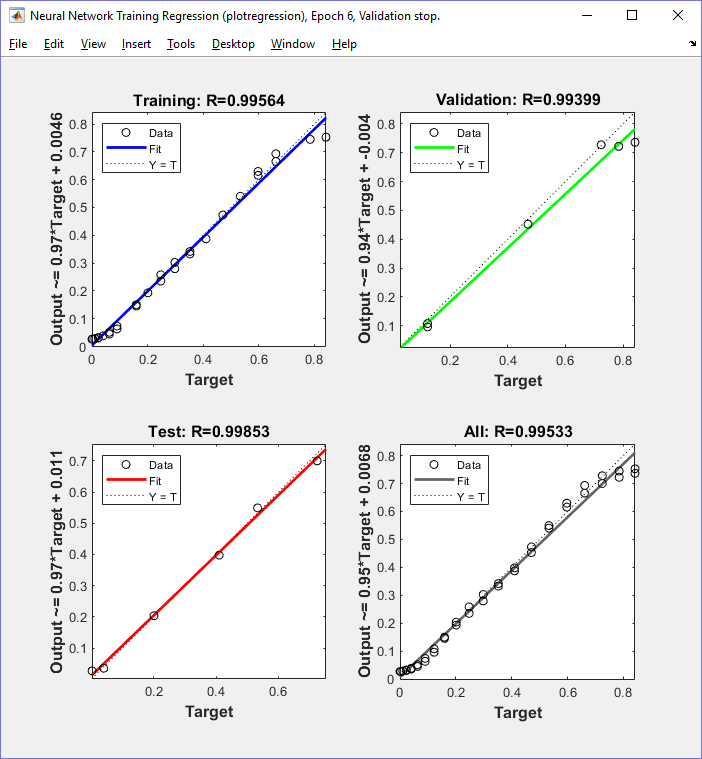 Neural Network Training Regression (plotregression), Epoch 6, Validation stop.
File Edit View Insert Tools Desktop Window Help
Training: R=0.99564
Output ~= 0.97*Target + 0.0046
0.8
0.7
0.6
0.5
0.4
0.3
0.2
0.1
0
Data
Fit
Y = T
0 0.2 0.4 0.6 0.8
Target
Validation: R=0.99399
Output ~= 0.94*Target + -0.004
0.8
0.7
0.6
0.5
0.4
0.3
0.2
0.1
Data
Fit
Y = T
0.2 0.4 0.6 0.8
Target
Test: R=0.99853
Output ~= 0.97*Target + 0.011
0.7
0.6
0.5
0.4
0.3
0.2
0.1
Data
Fit
Y = T
0.2 0.4 0.6
Target
All: R=0.99533
Output ~= 0.95*Target + 0.0068
0.8
0.7
0.6
0.5
0.4
0.3
0.2
0.1
0
Data
Fit
Y = T
0 0.2 0.4 0.6 0.8
Target